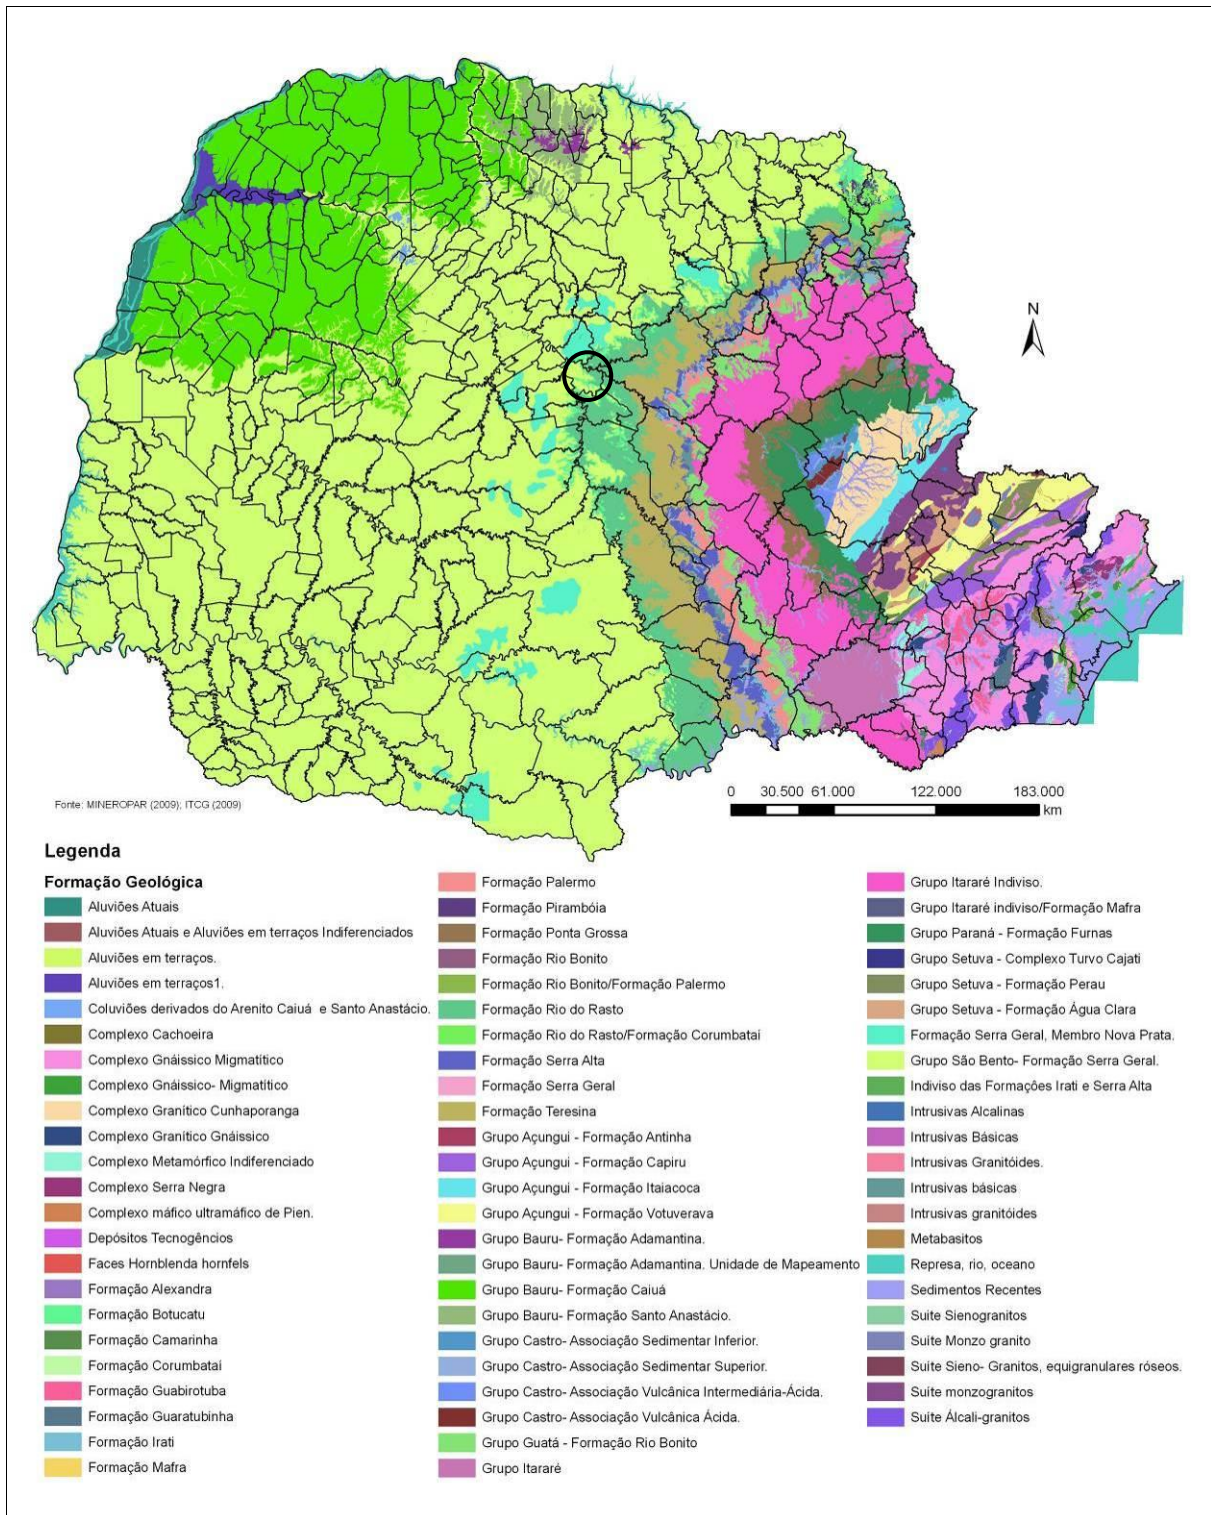 N
Fonte: MINEROPAR (2009); ITCG (2009)
0 30.500 61.000 122.000 183.000
km
Legenda
Formação Geológica
Aluviões Atuais
Aluviões Atuais e Aluviões em terraços Indiferenciados
Aluviões em terraços.
Aluviões em terraços1.
Coluviões derivados do Arenito Caiuá e Santo Anastácio.
Complexo Cachoeira
Complexo Gnáissico Migmatítico
Complexo Gnáissico- Migmatítico
Complexo Granítico Cunhaporanga
Complexo Granítico Gnáissico
Complexo Metamórfico Indiferenciado
Complexo Serra Negra
Complexo máfico ultramáfico de Pien.
Depósitos Tecnogêncios
Faces Hornblenda hornfels
Formação Alexandra
Formação Botucatu
Formação Camarinha
Formação Corumbatai
Formação Guabirotuba
Formação Guaratubinha
Formação Irati
Formação Mafra
Formação Palermo
Formação Pirambóia
Formação Ponta Grossa
Formação Rio Bonito
Formação Rio Bonito/Formação Palermo
Formação Rio do Rasto
Formação Rio do Rasto/Formação Corumbatai
Formação Serra Alta
Formação Serra Geral
Formação Teresina
Grupo Açungui - Formação Antinha
Grupo Açungui - Formação Capiru
Grupo Açungui - Formação Itaiacoca
Grupo Açungui - Formação Votuverava
Grupo Bauru- Formação Adamantina.
Grupo Bauru- Formação Adamantina. Unidade de Mapeamento
Grupo Bauru- Formação Caiuá
Grupo Bauru- Formação Santo Anastácio.
Grupo Castro- Associação Sedimentar Inferior.
Grupo Castro- Associação Sedimentar Superior.
Grupo Castro- Associação Vulcânica Intermediária-Ácida.
Grupo Castro- Associação Vulcânica Ácida.
Grupo Guatá - Formação Rio Bonito
Grupo Itararé
Grupo Itararé Indiviso.
Grupo Itararé indiviso/Formação Mafra
Grupo Paraná - Formação Furnas
Grupo Setuva - Complexo Turvo Cajati
Grupo Setuva - Formação Perau
Grupo Setuva - Formação Água Clara
Formação Serra Geral, Membro Nova Prata.
Grupo São Bento- Formação Serra Geral.
Indiviso das Formações Irati e Serra Alta
Intrusivas Alcalinas
Intrusivas Básicas
Intrusivas Granitóides.
Intrusivas básicas
Intrusivas granitóides
Metabasitos
Represa, rio, oceano
Sedimentos Recentes
Suite Sienogranitos
Suíte Monzo granito
Suíte Sieno- Granitos, equigranulares róseos.
Suíte monzogranitos
Suíte Álcali-granitos